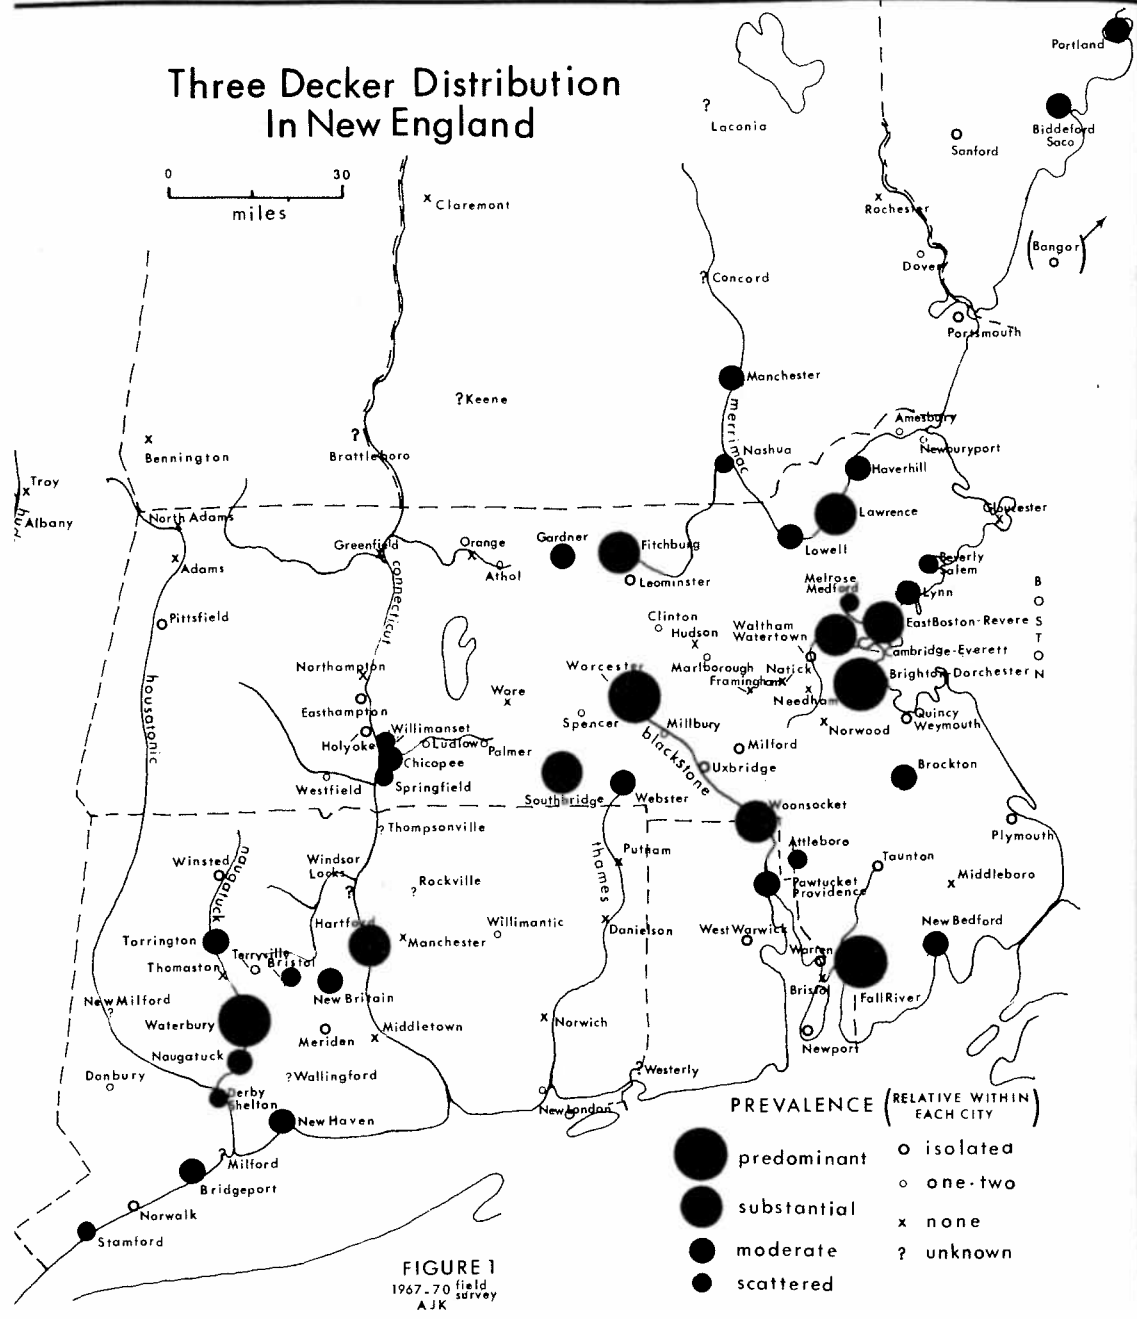 Three Decker Distribution
In New England
0 30
miles
Portland
Biddeford
Saco
Laconia
?
Sanford
x Claremont
x
Rochester
Dover
(Bangor)
Portsmouth
? Concord
Manchester
merrimac
?Keene
Amesbury
Newburyport
x
Bennington
?
Brattleboro
Nashua
Haverhill
Troy
x
Albany
North Adams
x
Lawrence
Gloucester
x
Greenfield
Orange
x
Athol
Gardner
Fitchburg
Lowell
x
Adams
connecticut
Leominster
Beverly
Salem
Melrose
Medford
Lynn
B
O
S
T
O
N
Pittsfield
Clinton
Hudson
x
Waltham
Watertown
EastBoston-Revere
Cambridge-Everett
Northampton
x
Worcester
Marlborough
Natick
x
Framingham
x
Brighton-Dorchester
housatonic
Easthampton
Ware
x
Needham
x
Spencer
Millbury
x
Norwood
Quincy
Weymouth
Holyoke
Willimanset
Ludlow
Palmer
Chicopee
blackstone
Milford
Uxbridge
Brockton
Westfield
Springfield
Southbridge
Webster
Woonsocket
Plymouth
?Thompsonville
Attleboro
Winsted
naugatuck
Windsor
Locks
?
Rockville
?
thames
Putnam
x
Taunton
x
Middleboro
Pawtucket
Providence
Torrington
Hartford
x
Manchester
Willimantic
x
Danielson
West Warwick
New Bedford
Thomaston
x
Terryville
Bristol
Warren
x
Bristol
FallRiver
New Milford
?
New Britain
Waterbury
Meriden
Middletown
x
x Norwich
Newport
Naugatuck
Danbury
?Wallingford
? Westerly
Derby
Shelton
New London
New Haven
?
Milford
Bridgeport
Norwalk
Stamford
PREVALENCE (RELATIVE WITHIN
EACH CITY)
predominant
substantial
moderate
scattered
isolated
one-two
x none
? unknown
FIGURE 1
1967-70 field
survey
AJK